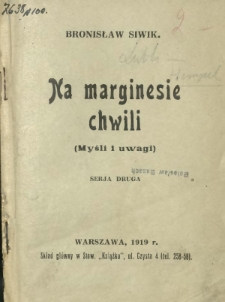 BRONISŁAW SIWIK.
Na marginesie
chwili
(Myśli i uwagi)
SERJA DRUGA
WARSZAWA, 1919 r.
Skład główny w Stow. „Książka", ul. Czysta 4 (tel. 258-58).